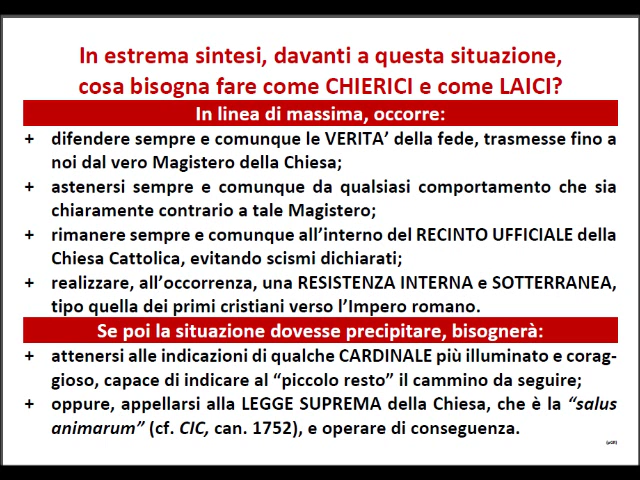 In estrema sintesi, davanti a questa situazione,
cosa bisogna fare come CHIERICI e come LAICI?
In linea di massima, occorre:
+ difendere sempre e comunque le VERITA’ della fede, trasmesse fino a
noi dal vero Magistero della Chiesa;
+ astenersi sempre e comunque da qualsiasi comportamento che sia
chiaramente contrario a tale Magistero;
+ rimanere sempre e comunque all’interno del RECINTO UFFICIALE della
Chiesa Cattolica, evitando scismi dichiarati;
+ realizzare, all’occorrenza, una RESISTENZA INTERNA e SOTTERRANEA,
tipo quella dei primi cristiani verso l’Impero romano.
Se poi la situazione dovesse precipitare, bisognerà:
+ attenersi alle indicazioni di qualche CARDINALE più illuminato e corag-
gioso, capace di indicare al “piccolo resto” il cammino da seguire;
+ oppure, appellarsi alla LEGGE SUPREMA della Chiesa, che è la “salus
animarum” (cf. CIC, can. 1752), e operare di conseguenza.